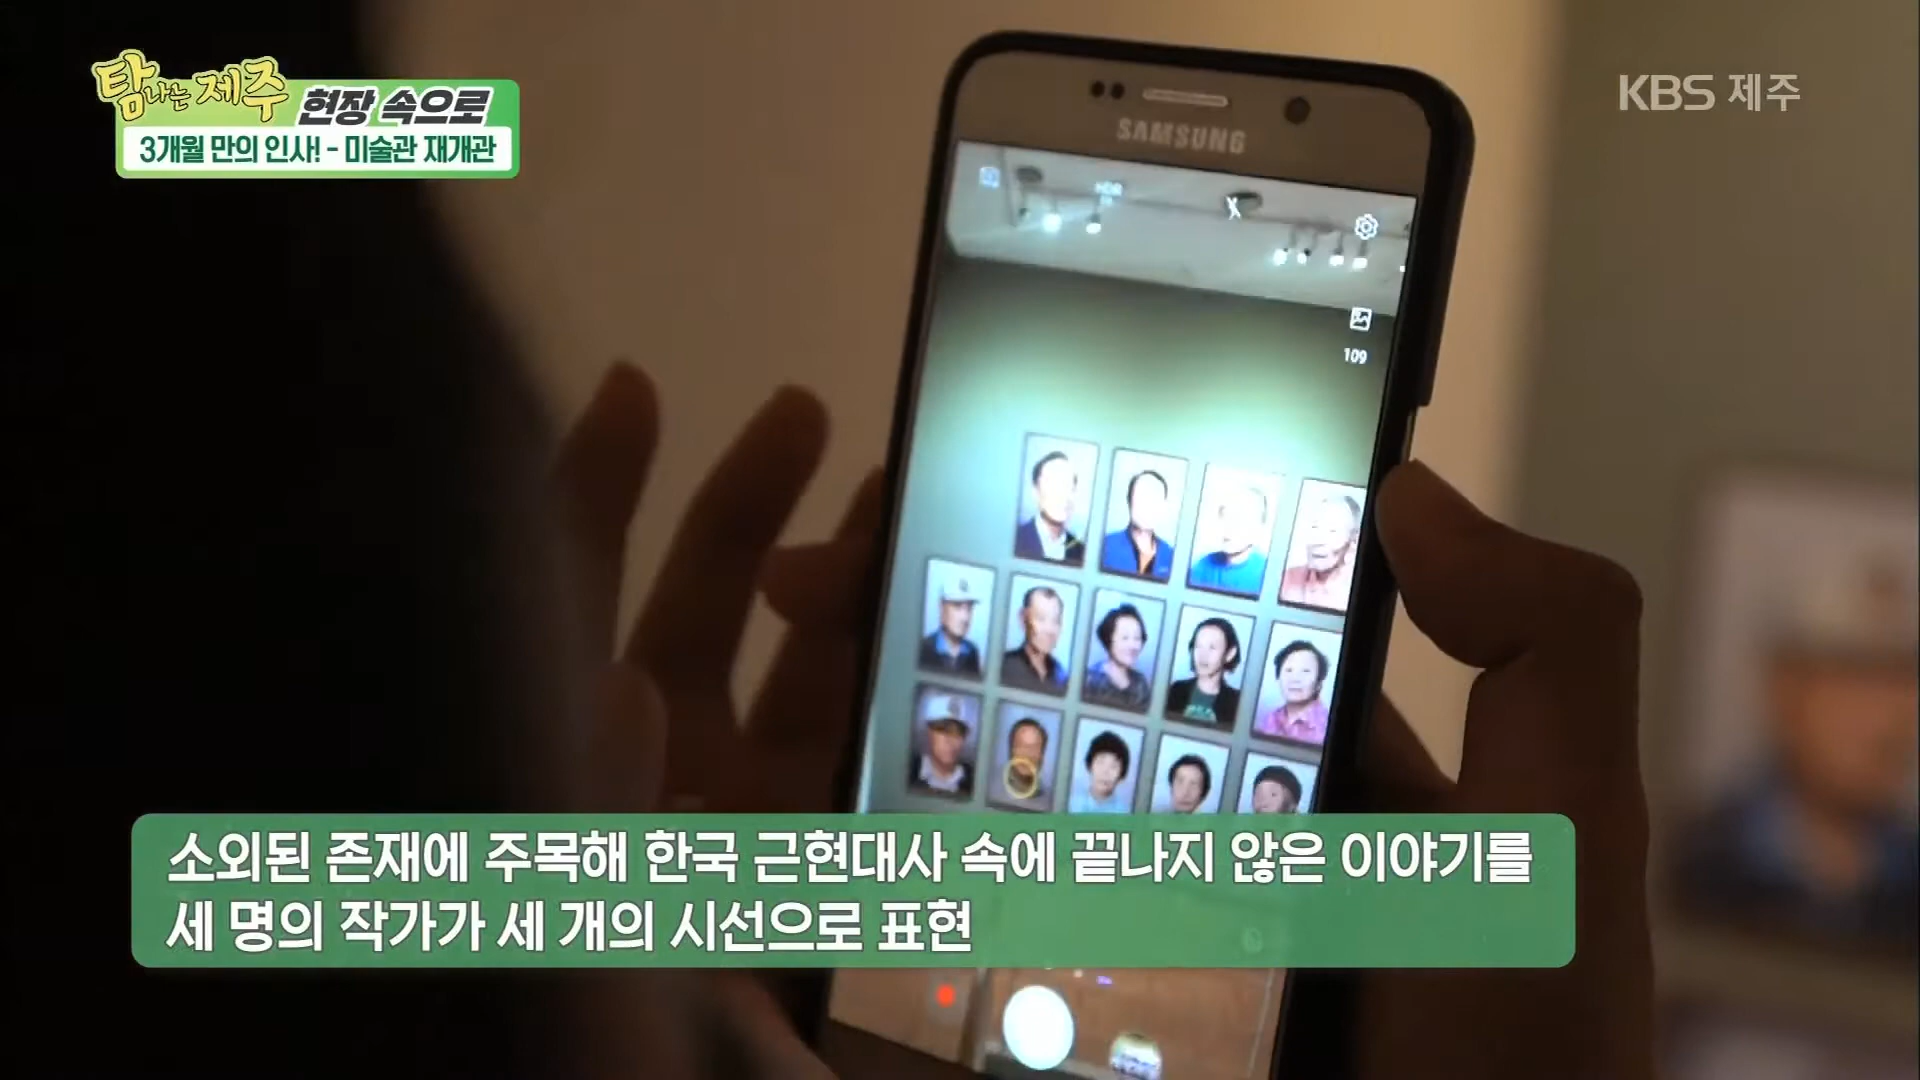 탐나는 제주
현장 속으로
3개월 만의 인사! - 미술관 재개관
KBS 제주
SAMSUNG
HDR
109
소외된 존재에 주목해 한국 근현대사 속에 끝나지 않은 이야기를
세 명의 작가가 세 개의 시선으로 표현